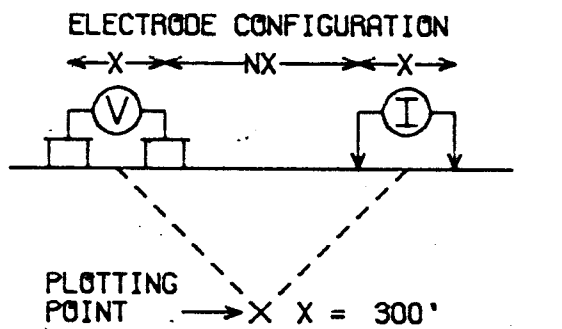 ELECTRODE CONFIGURATION
X NX X
V I
PLOTTING
POINT X X = 300'